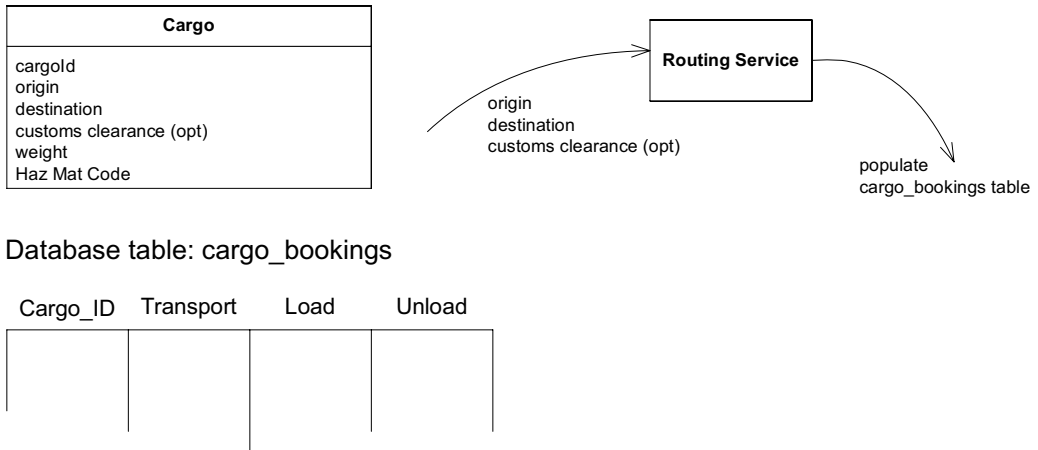 Cargo
cargoId
origin
destination
customs clearance (opt)
weight
Haz Mat Code
Routing Service
origin
destination
customs clearance (opt)
populate
cargo_bookings table
Database table: cargo_bookings
Cargo_ID Transport Load Unload